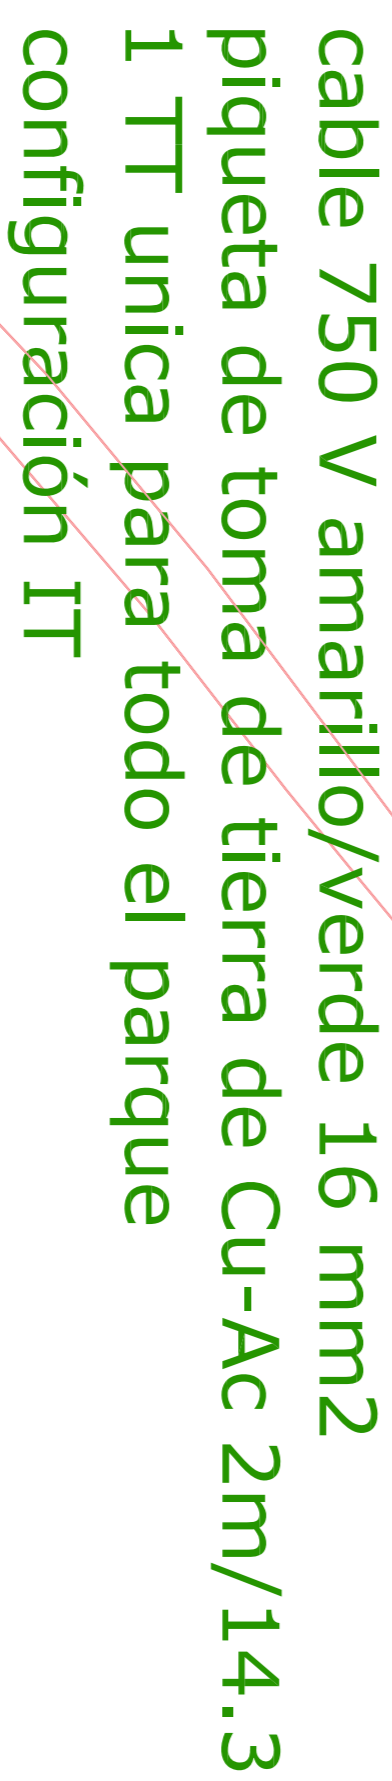 cable 750 V amarillo/verde 16 mm2
piqueta de toma de tierra de Cu-Ac 2m/14.3
1 TT unica para todo el parque
configuración IT